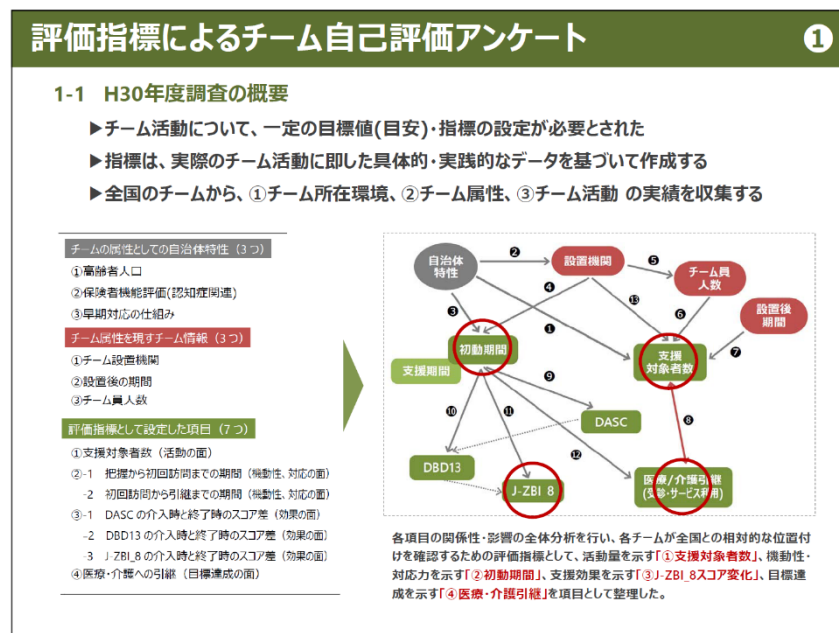 評価指標によるチーム自己評価アンケート
❶
1-1 H30年度調査の概要
▶チーム活動について、一定の目標値(目安)・指標の設定が必要とされた
▶指標は、実際のチーム活動に即した具体的・実践的なデータを基づいて作成する
▶全国のチームから、①チーム所在環境、②チーム属性、③チーム活動 の実績を収集する
チームの属性としての自治体特性（3つ）
①高齢者人口
②保険者機能評価(認知症関連)
③早期対応の仕組み
チーム属性を現すチーム情報（3つ）
①チーム設置機関
②設置後の期間
③チーム員人数
評価指標として設定した項目（7つ）
①支援対象者数（活動の面）
②-1 把握から初回訪問までの期間（機動性、対応の面）
-2 初回訪問から引継までの期間（機動性、対応の面）
③-1 DASCの介入時と終了時のスコア差（効果の面）
-2 DBD13の介入時と終了時のスコア差（効果の面）
-3 J-ZBI_8の介入時と終了時のスコア差（効果の面）
④医療・介護への引継（目標達成の面）
自治体
特性
❷
設置機関
❺
チーム員
人数
❹
⓭
❸
❶
❻
設置後
期間
初動期間
支援期間
支援
対象者数
❼
❾
❿
⓫
DASC
❽
⓬
DBD13
J-ZBI_8
医療/介護引継
(受診・サービス利用)
各項目の関係性・影響の全体分析を行い、各チームが全国との相対的な位置付
けを確認するための評価指標として、活動量を示す「①支援対象者数」、機動性・
対応力を示す「②初動期間」、支援効果を示す「③J-ZBI_8スコア変化」、目標達
成を示す「④医療・介護引継」を項目として整理した。